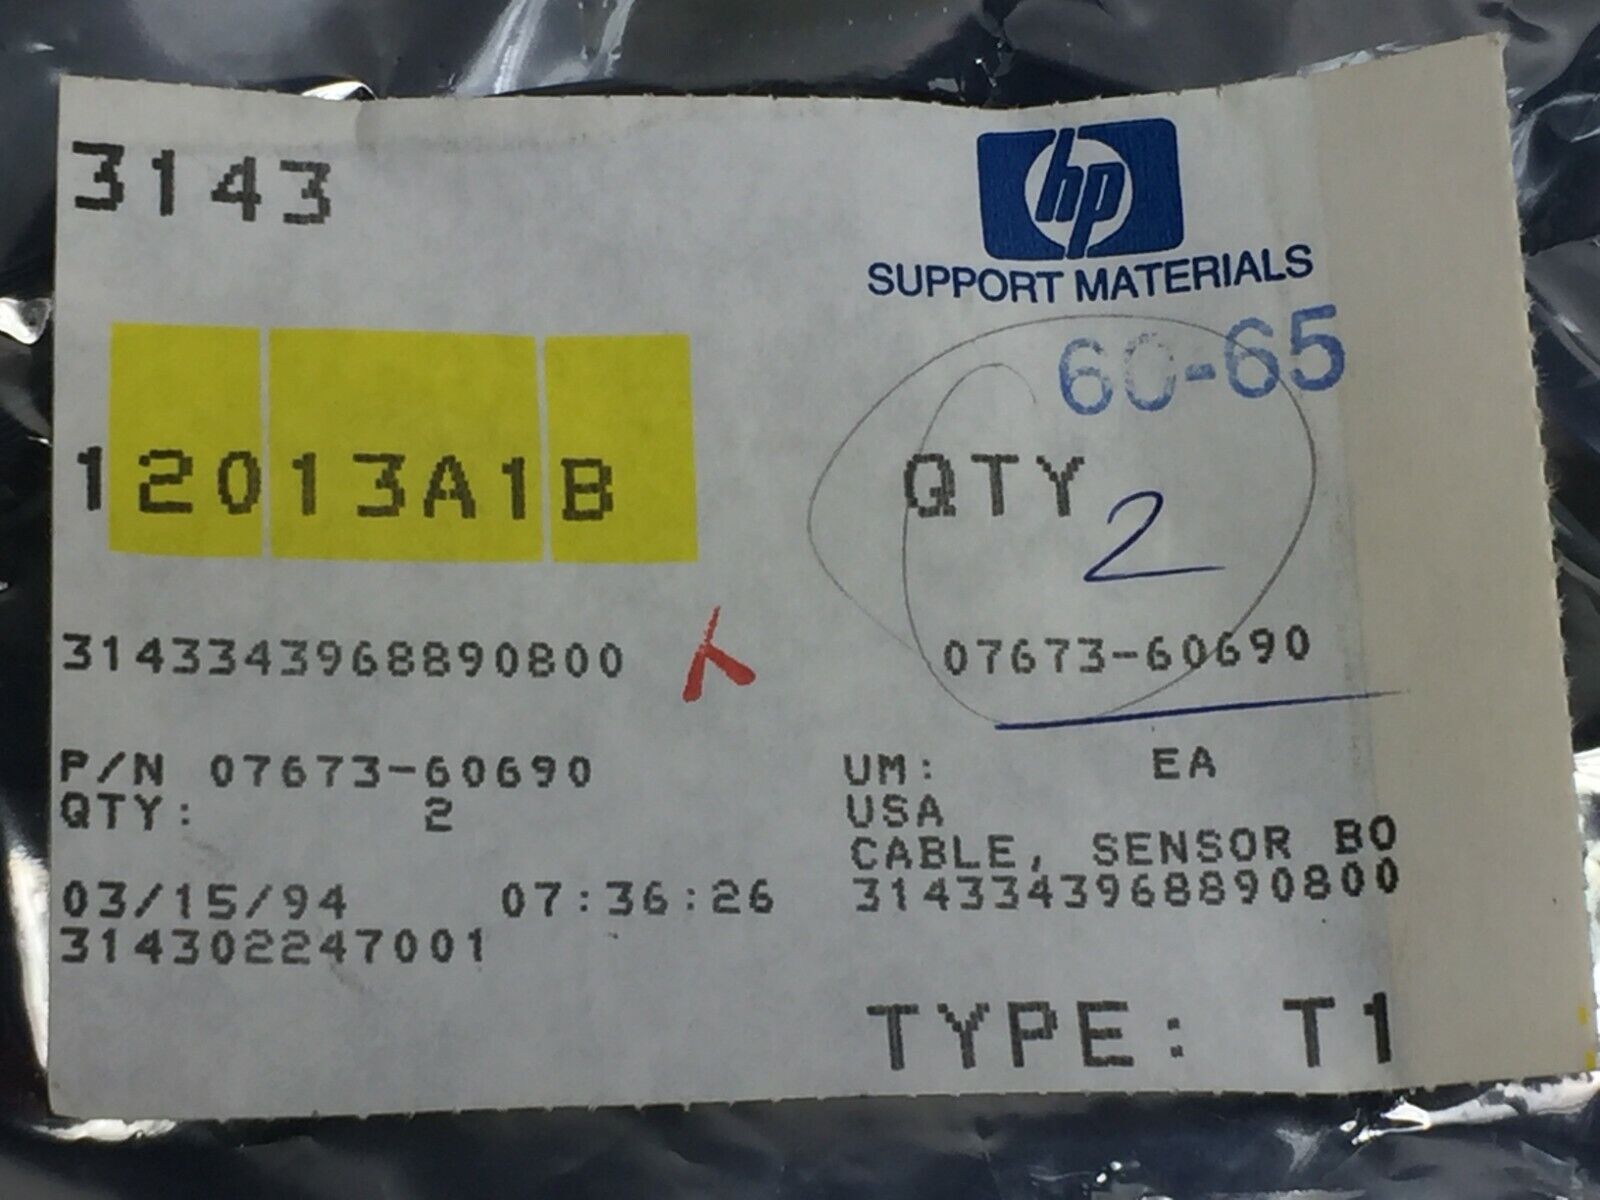 3143
hp
SUPPORT MATERIALS
60-65
12013A1B
QTY 2
3143343968890800
07673-60690
P/N 07673-60690
UM: EA
QTY: 2
USA
CABLE, SENSOR BO
03/15/94 07:36:26
3143343968890800
314302247001
TYPE: T1